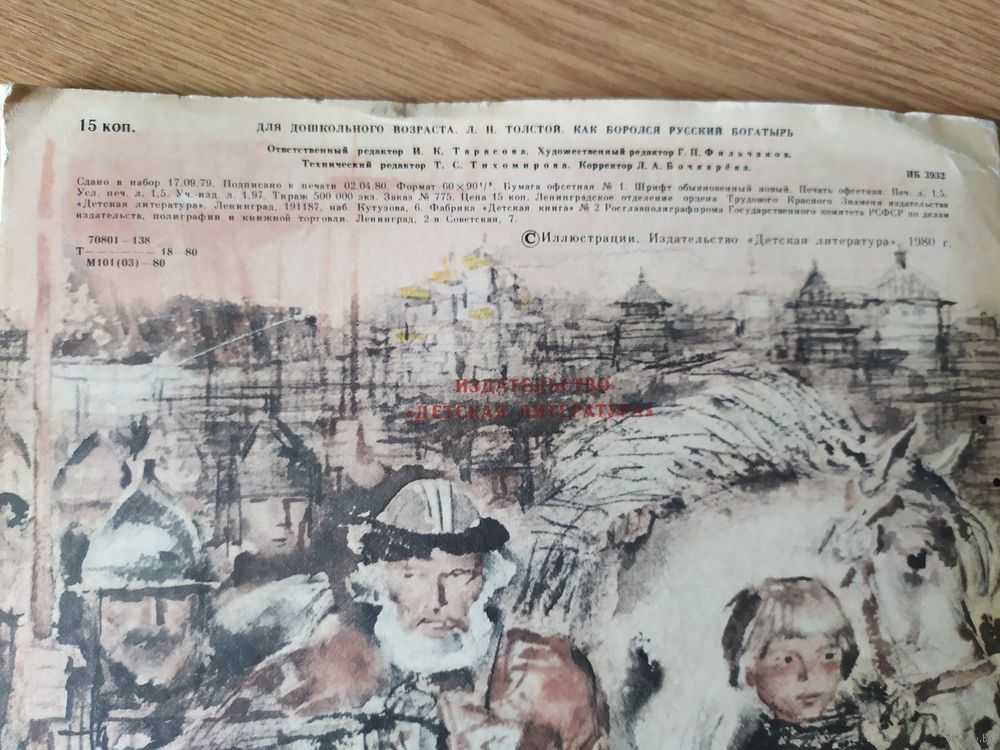 15 коп.
ДЛЯ ДОШКОЛЬНОГО ВОЗРАСТА. Л. Н. ТОЛСТОЙ. КАК БОРОЛСЯ РУССКИЙ БОГАТЫРЬ
Ответственный редактор И. К. Тарасова. Художественный редактор Г. П. Фильчаков.
Технический редактор Т. С. Тихомирова. Корректор Л. А. Бочкарёва.
ИБ 3932
Сдано в набор 17.09.79. Подписано к печати 02.04.80. Формат 60×90¹/₈. Бумага офсетная № 1. Шрифт обыкновенный новый. Печать офсетная. Печ. л. 1,5.
Усл. печ. л. 1,5. Уч.-изд. л. 1,97. Тираж 500 000 экз. Заказ № 775. Цена 15 коп. Ленинградское отделение ордена Трудового Красного Знамени издательства
«Детская литература». Ленинград, 191187, наб. Кутузова, 6. Фабрика «Детская книга» № 2 Росглавполиграфпрома Государственного комитета РСФСР по делам
издательств, полиграфии и книжной торговли. Ленинград, 2-я Советская, 7.
70801—138
Т———18—80
М101(03)—80
© Иллюстрации. Издательство «Детская литература», 1980 г.
ИЗДАТЕЛЬСТВО
«ДЕТСКАЯ ЛИТЕРАТУРА»